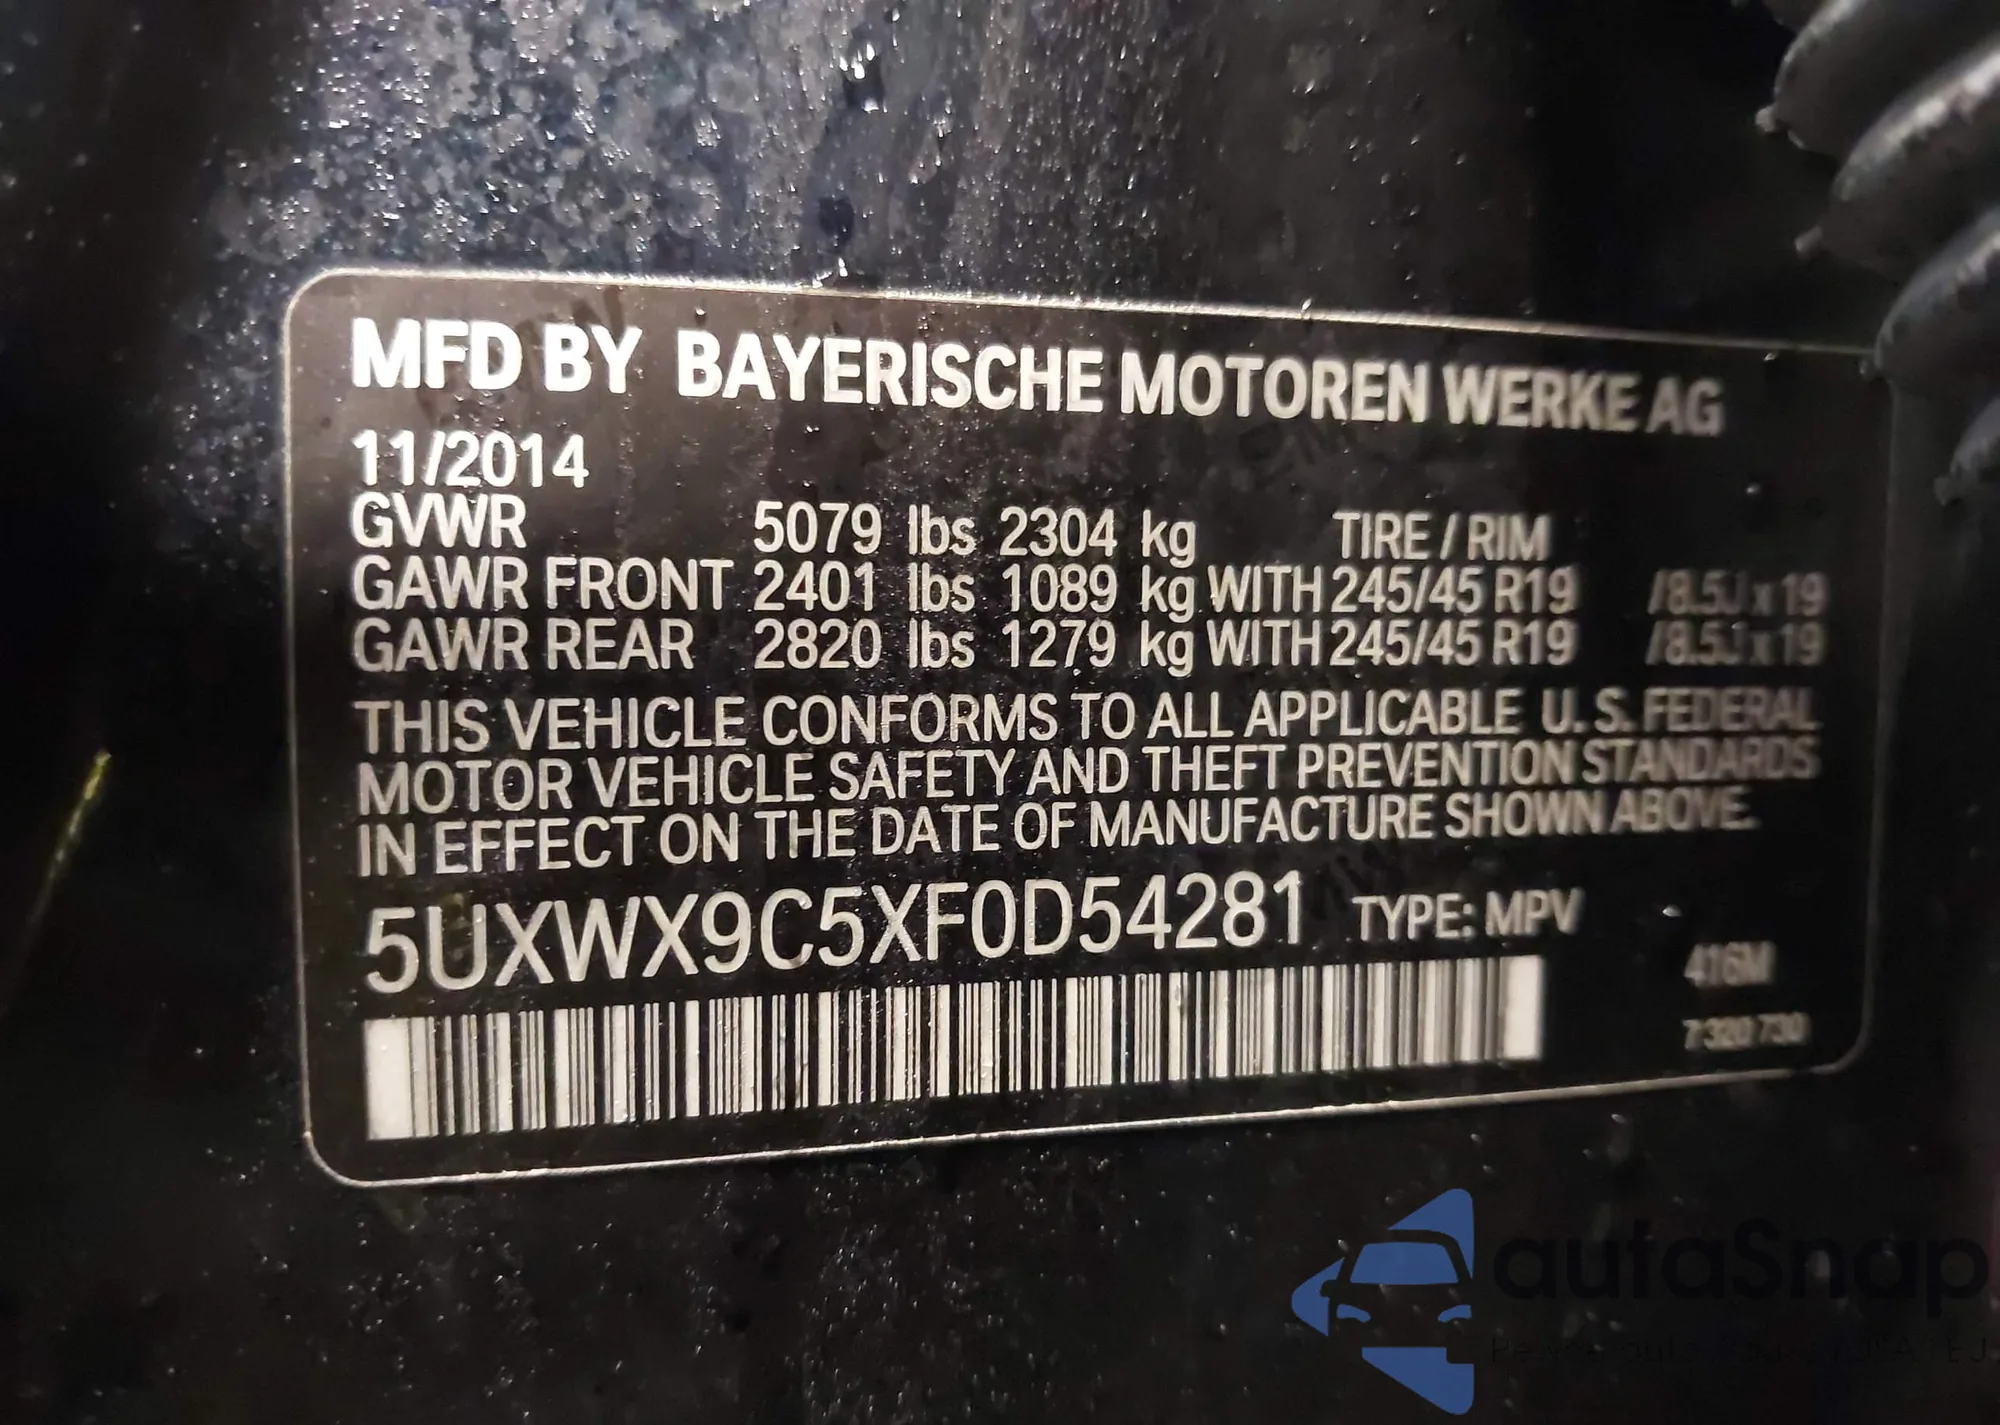 MFD BY BAYERISCHE MOTOREN WERKE AG
11/2014
GVWR 5079 lbs 2304 kg TIRE / RIM
GAWR FRONT 2401 lbs 1089 kg WITH 245/45 R19 /8.5J x 19
GAWR REAR 2820 lbs 1279 kg WITH 245/45 R19 /8.5J x 19
THIS VEHICLE CONFORMS TO ALL APPLICABLE U. S. FEDERAL
MOTOR VEHICLE SAFETY AND THEFT PREVENTION STANDARDS
IN EFFECT ON THE DATE OF MANUFACTURE SHOWN ABOVE.
5UXWX9C5XF0D54281 TYPE: MPV
416M
7 320 730
autaSnap